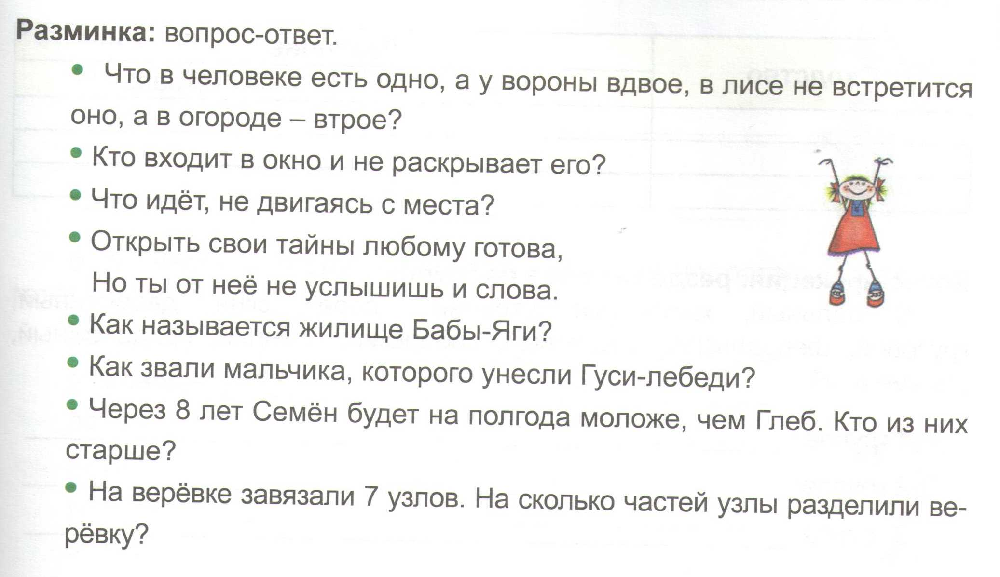 Разминка: вопрос-ответ.
• Что в человеке есть одно, а у вороны вдвое, в лисе не встретится
оно, а в огороде – втрое?
• Кто входит в окно и не раскрывает его?
• Что идёт, не двигаясь с места?
• Открыть свои тайны любому готова,
Но ты от неё не услышишь и слова.
• Как называется жилище Бабы-Яги?
• Как звали мальчика, которого унесли Гуси-лебеди?
• Через 8 лет Семён будет на полгода моложе, чем Глеб. Кто из них
старше?
• На верёвке завязали 7 узлов. На сколько частей узлы разделили ве-
рёвку?